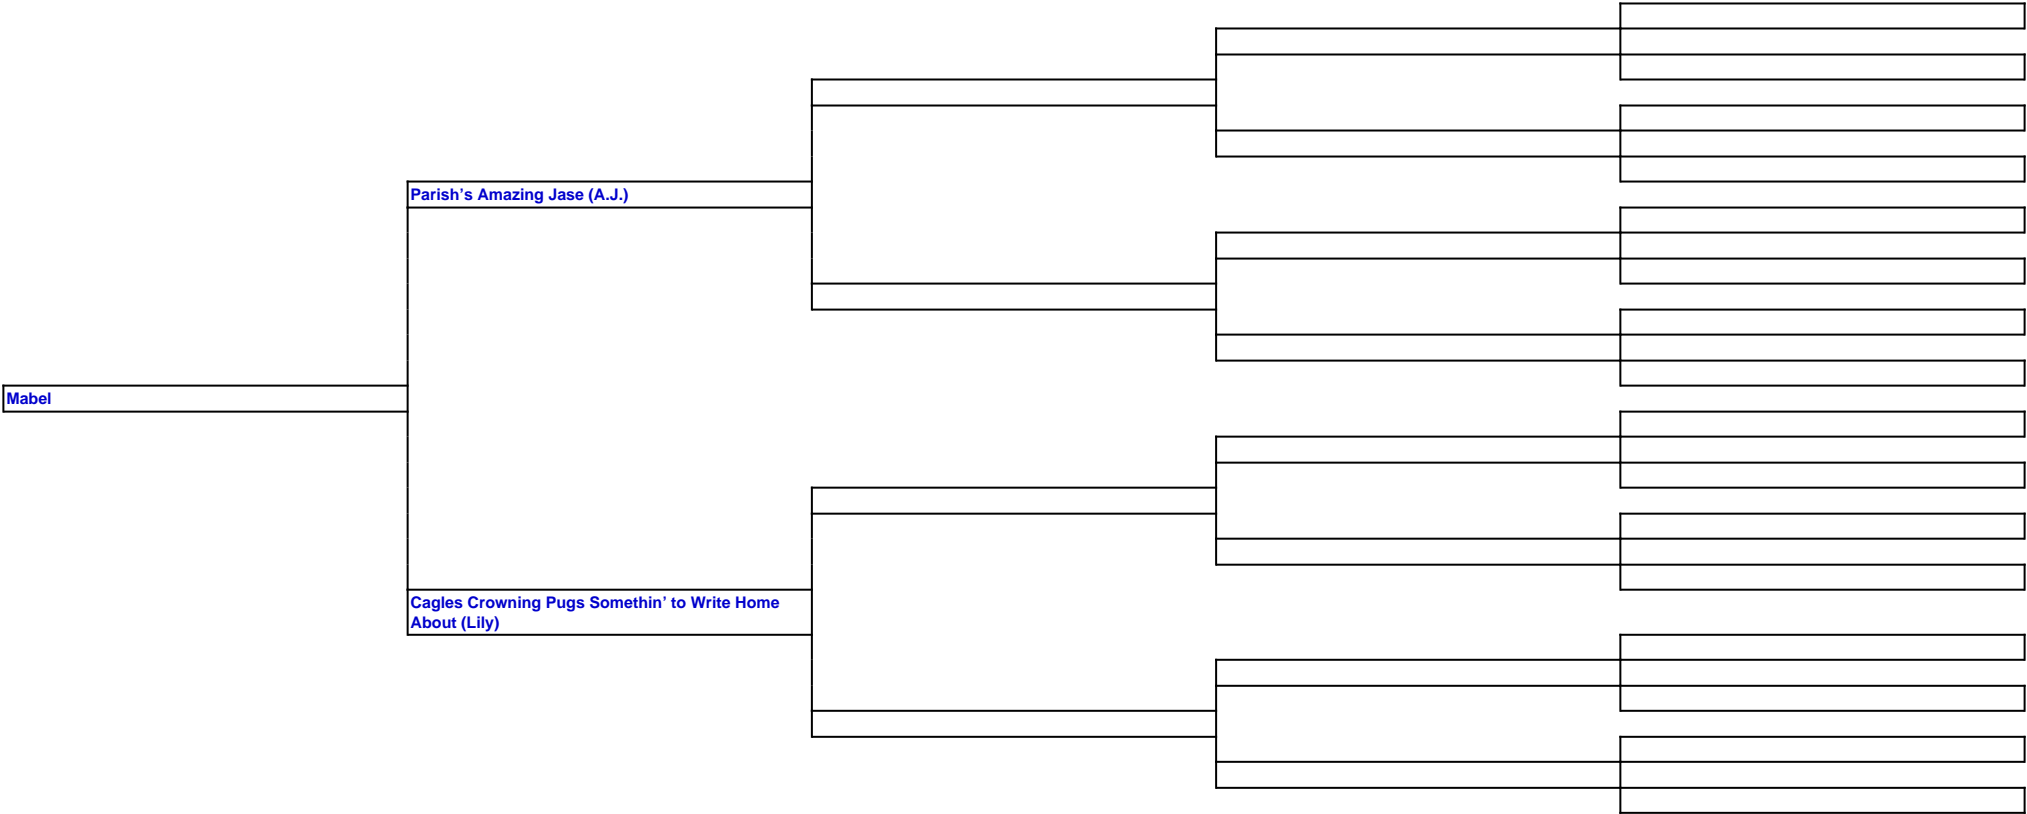 Parish’s Amazing Jase (A.J.)
Mabel
Cagles Crowning Pugs Somethin’ to Write Home
About (Lily)